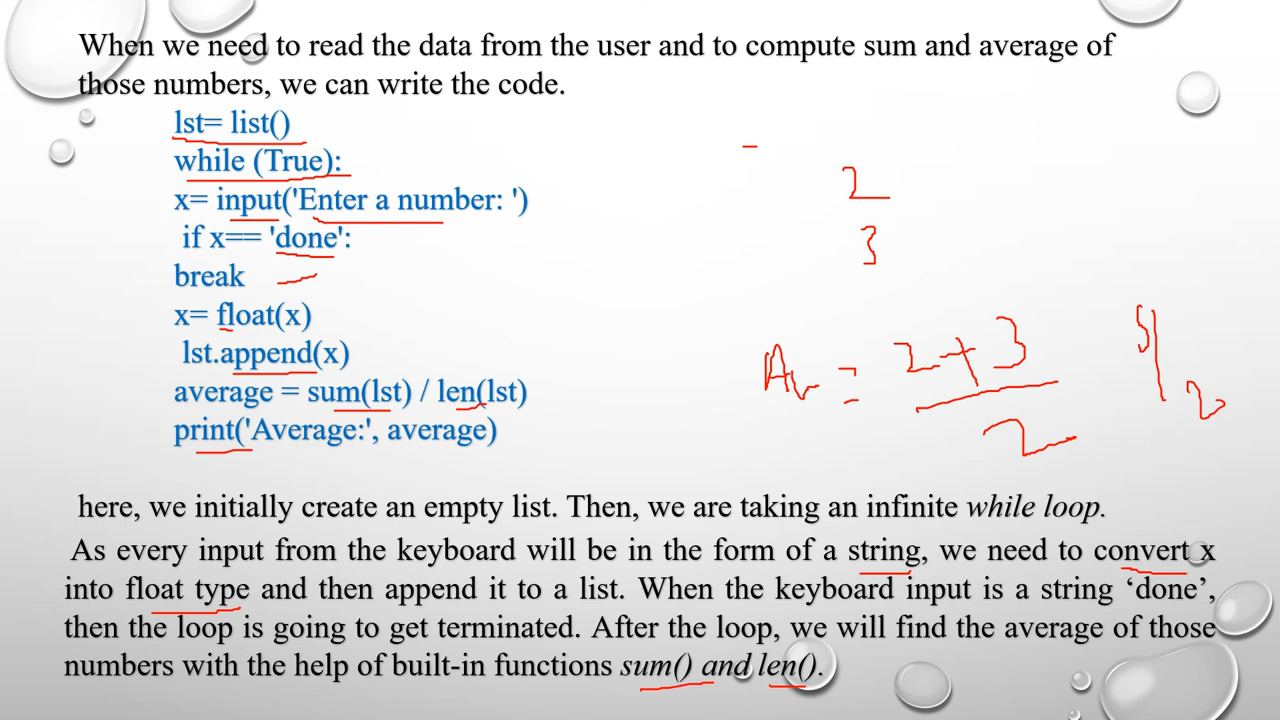 When we need to read the data from the user and to compute sum and average of
those numbers, we can write the code.
lst= list()
while (True):
x= input('Enter a number: ')
if x== 'done':
break
x= float(x)
lst.append(x)
average = sum(lst) / len(lst)
print('Average:', average)
2
3
Av = 2+3
2
5/2
here, we initially create an empty list. Then, we are taking an infinite while loop.
As every input from the keyboard will be in the form of a string, we need to convert x
into float type and then append it to a list. When the keyboard input is a string ‘done’,
then the loop is going to get terminated. After the loop, we will find the average of those
numbers with the help of built-in functions sum() and len().